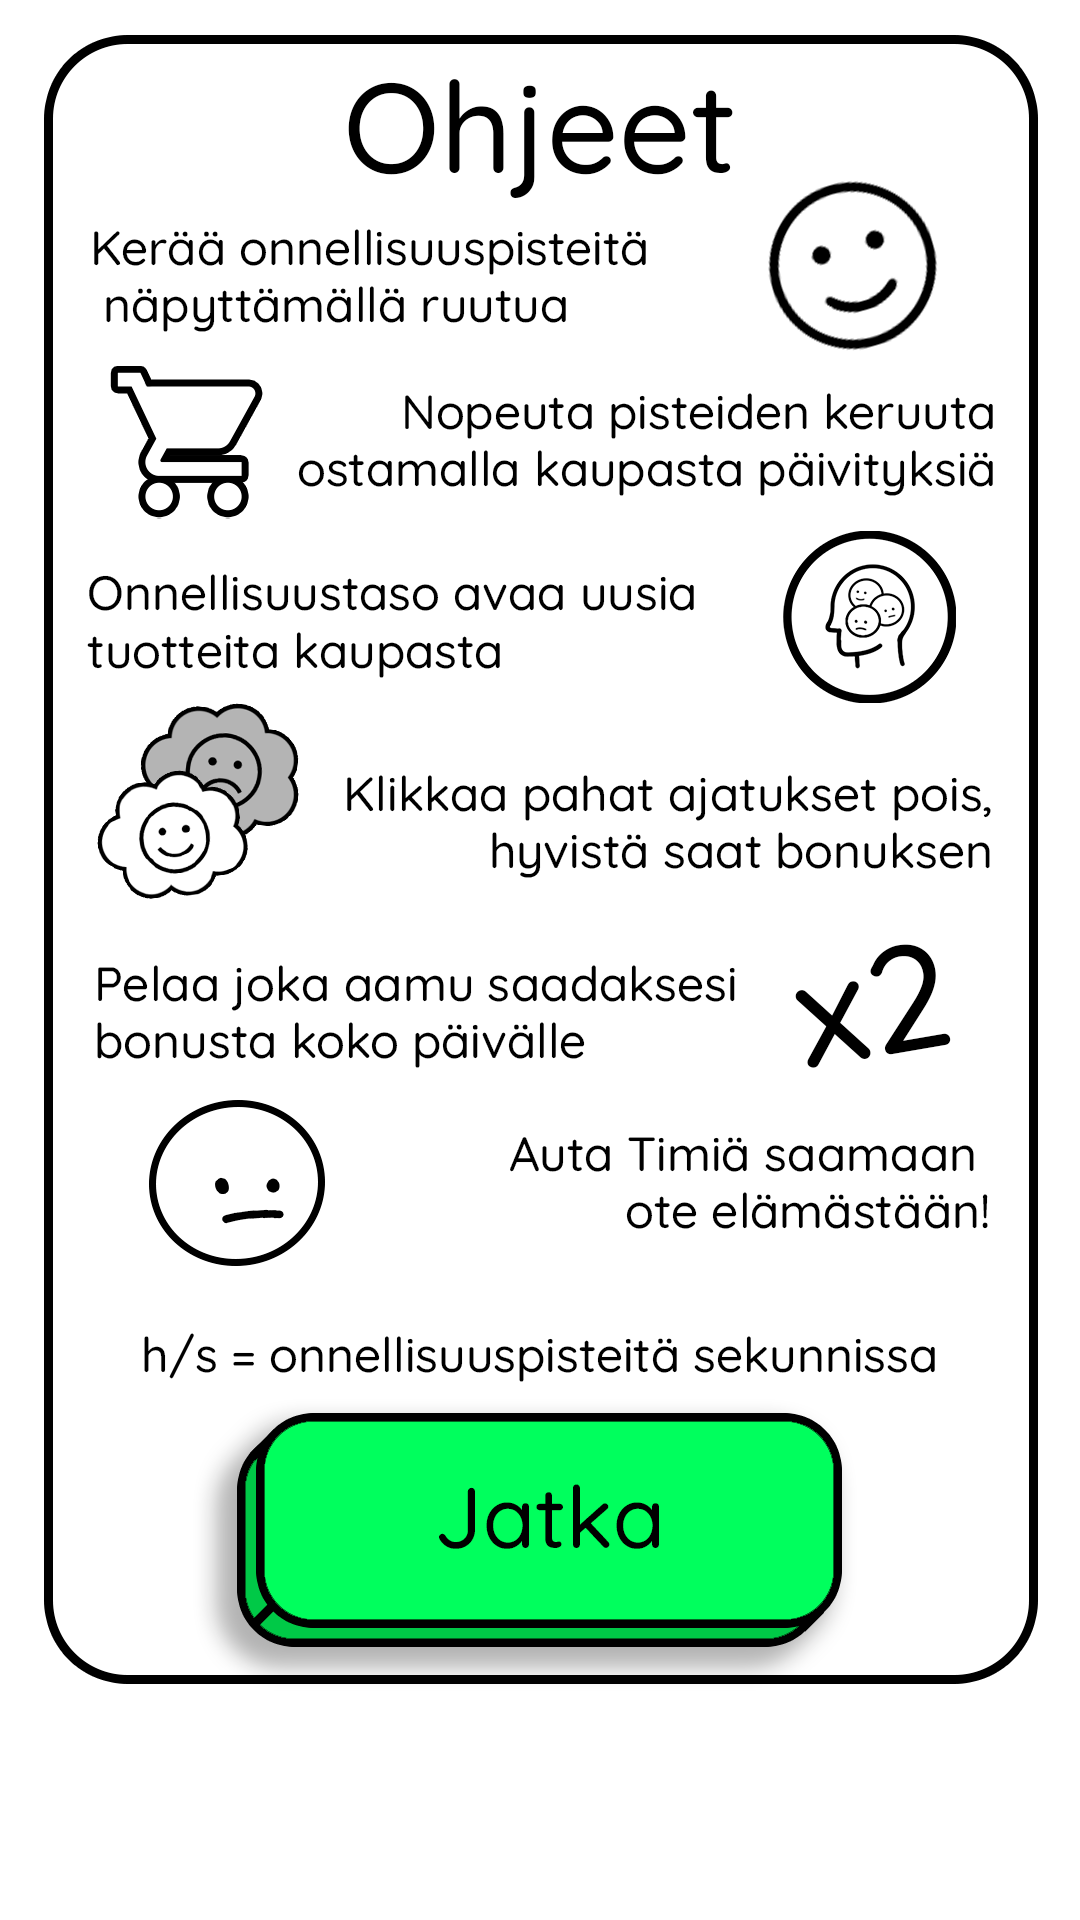 Ohjeet
Kerää onnellisuuspisteitä
näpyttämällä ruutua
Nopeuta pisteiden keruuta
ostamalla kaupasta päivityksiä
Onnellisuustaso avaa uusia
tuotteita kaupasta
Klikkaa pahat ajatukset pois,
hyvistä saat bonuksen
Pelaa joka aamu saadaksesi
bonusta koko päivälle
x2
Auta Timiä saamaan
ote elämästään!
h/s = onnellisuuspisteitä sekunnissa
Jatka